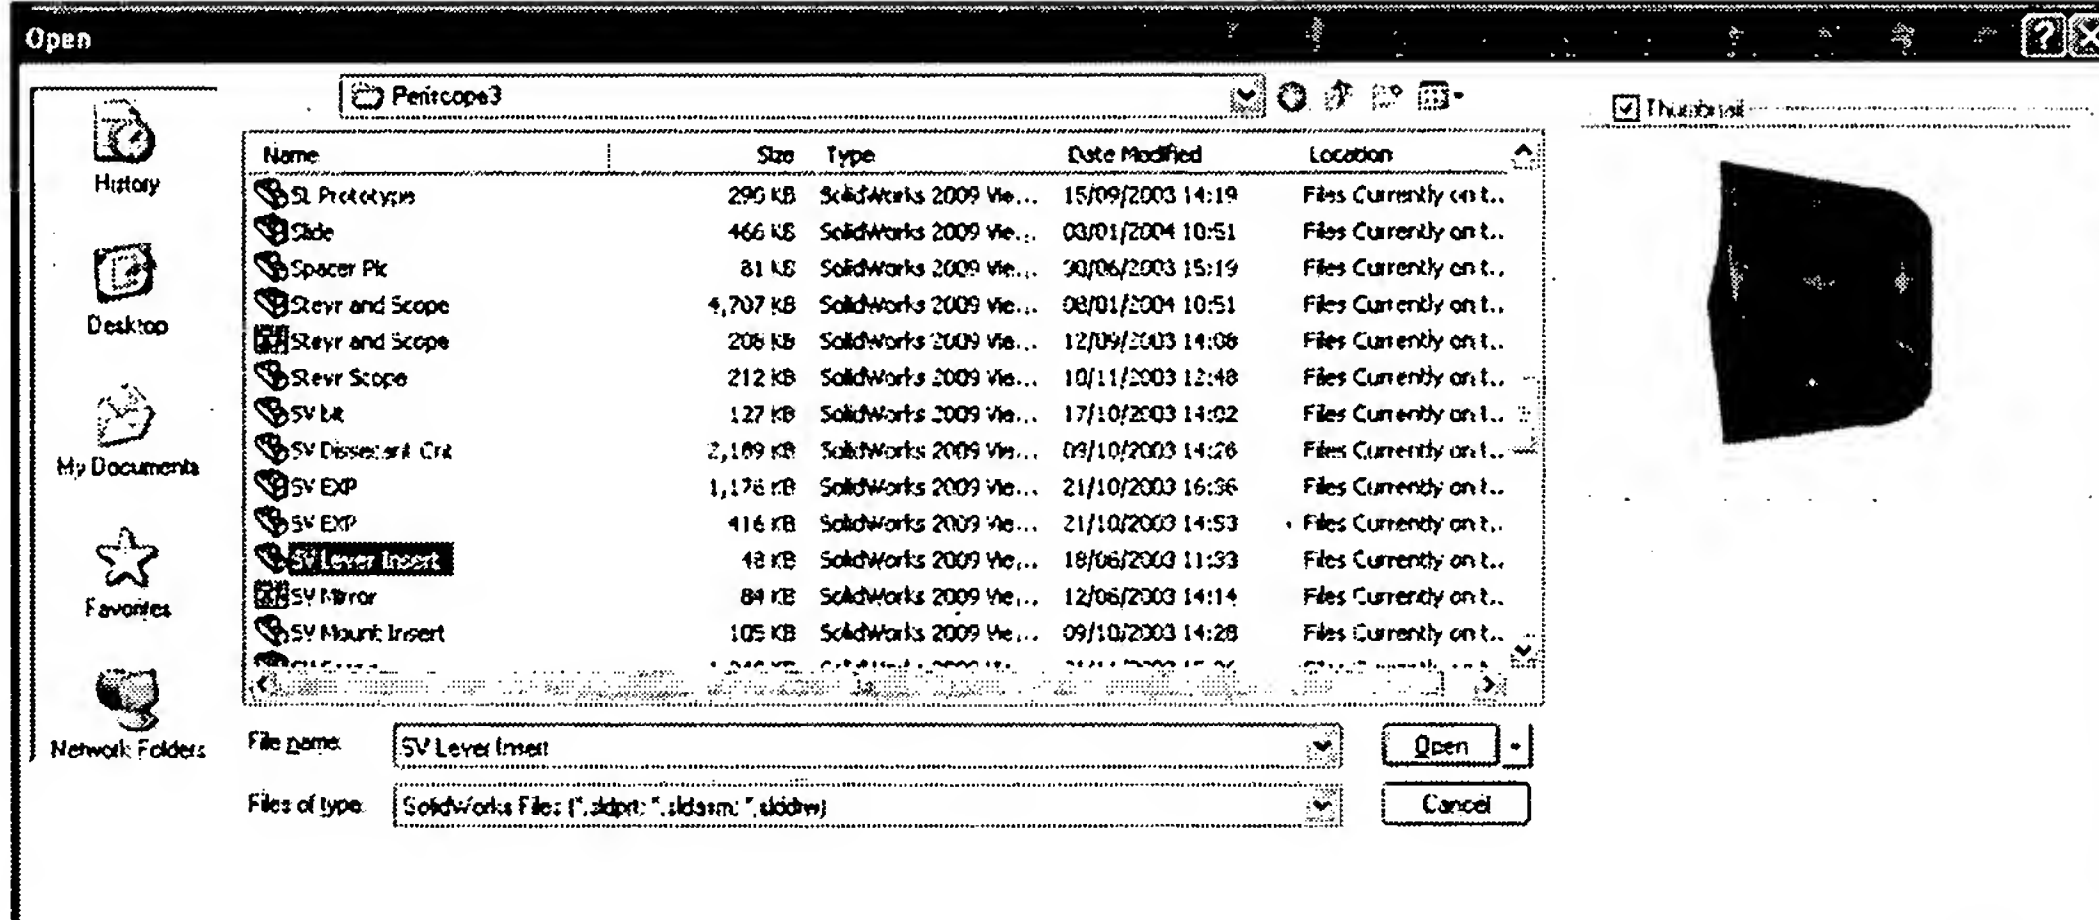 Open
Periscope3
Thumbnail
History
Desktop
My Documents
Favorites
Network Folders
Name Size Type Date Modified Location
SL Prototype 290 KB SolidWorks 2009 Vie... 15/09/2003 14:19 Files Currently on t...
Slide 466 KB SolidWorks 2009 Vie... 08/01/2004 10:51 Files Currently on t...
Spacer Pic 81 KB SolidWorks 2009 Vie... 15:19 Files Currently on t...
Steyr and Scope 4,707 KB SolidWorks 2009 Vie... 08/01/2004 10:51 Files Currently on t...
Steyr and Scope KB SolidWorks 2009 Vie... 12/09/2003 14:06 Files Currently on t...
Steyr Scope 212 KB SolidWorks 2009 Vie... 10/11/2003 12:48 Files Currently on t...
SV 127 KB SolidWorks 2009 Vie... 17/10/2003 14:02 Files Currently on t...
SV 2,189 KB SolidWorks 2009 Vie... 09/10/2003 14:26 Files Currently on t...
SV EXP 1,176 KB SolidWorks 2009 Vie... 21/10/2003 16:36 Files Currently on t...
SV EXP 416 KB SolidWorks 2009 Vie... 21/10/2003 14:53 Files Currently on t...
SV Lever Insert 48 KB SolidWorks 2009 Vie... 18/06/2003 11:33 Files Currently on t...
SV Mirror 84 KB SolidWorks 2009 Vie... 12/06/2003 14:14 Files Currently on t...
SV Mount Insert 105 KB SolidWorks 2009 Vie... 09/10/2003 14:28 Files Currently on t...
File name: SV Lever Insert Open
Files of type: SolidWorks Files (*.sldprt; *.sldasm; *.slddrw) Cancel